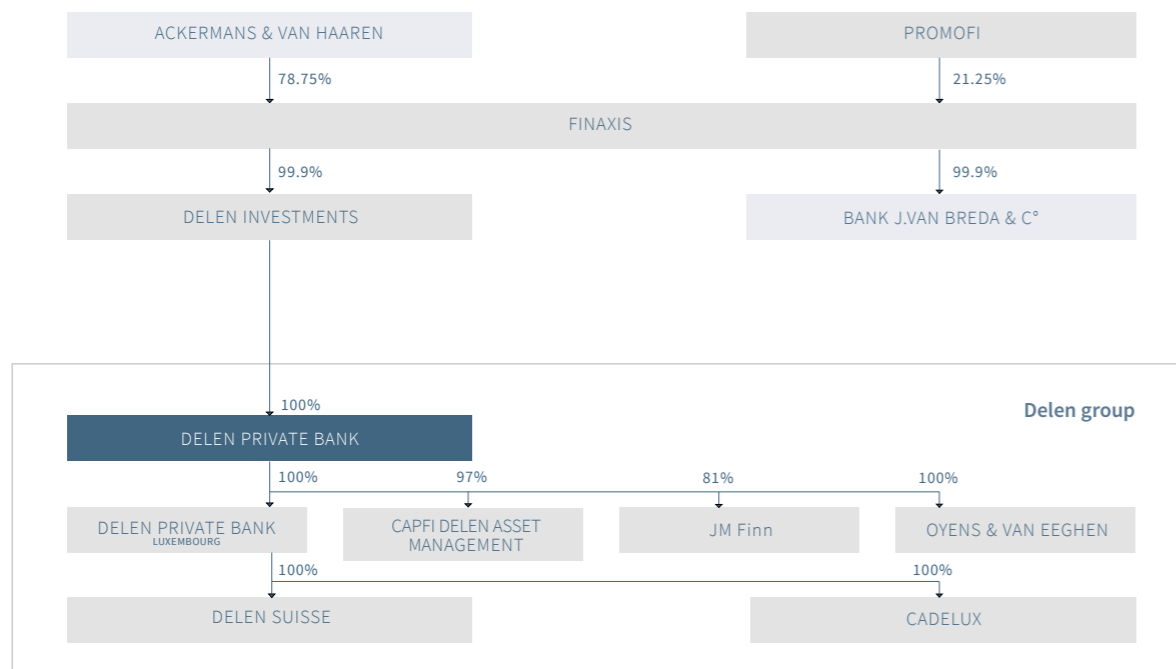 ACKERMANS & VAN HAAREN
PROMOFI
78.75%
21.25%
FINAXIS
99.9%
99.9%
DELEN INVESTMENTS
BANK J.VAN BREDA & C°
100%
Delen group
DELEN PRIVATE BANK
100%
97%
81%
100%
DELEN PRIVATE BANK
LUXEMBOURG
CAPFI DELEN ASSET
MANAGEMENT
JM Finn
OYENS & VAN EEGHEN
100%
100%
DELEN SUISSE
CADELUX